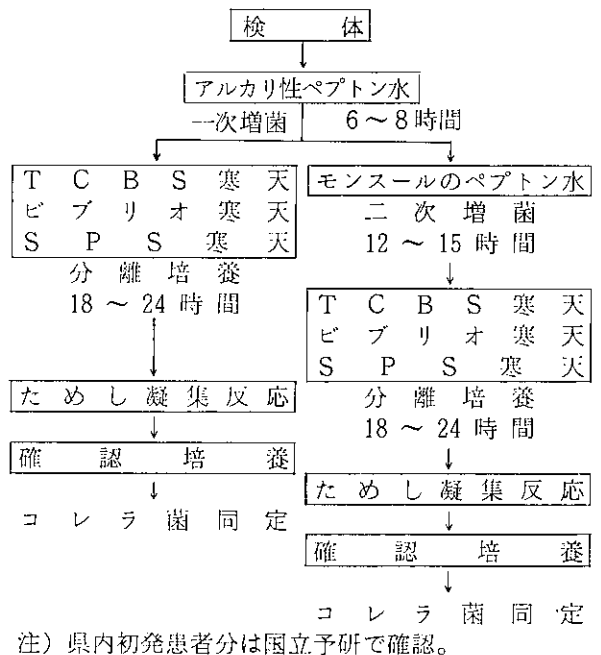 検体
アルカリ性ペプトン水
一次増菌 6～8時間
TCBS寒天
ビブリオ寒天
SPS寒天
分離培養
18～24時間
ためし凝集反応
確認培養
コレラ菌同定
モンスールのペプトン水
二次増菌
12～15時間
TCBS寒天
ビブリオ寒天
SPS寒天
分離培養
18～24時間
ためし凝集反応
確認培養
コレラ菌同定
注）県内初発患者分は国立予研で確認。